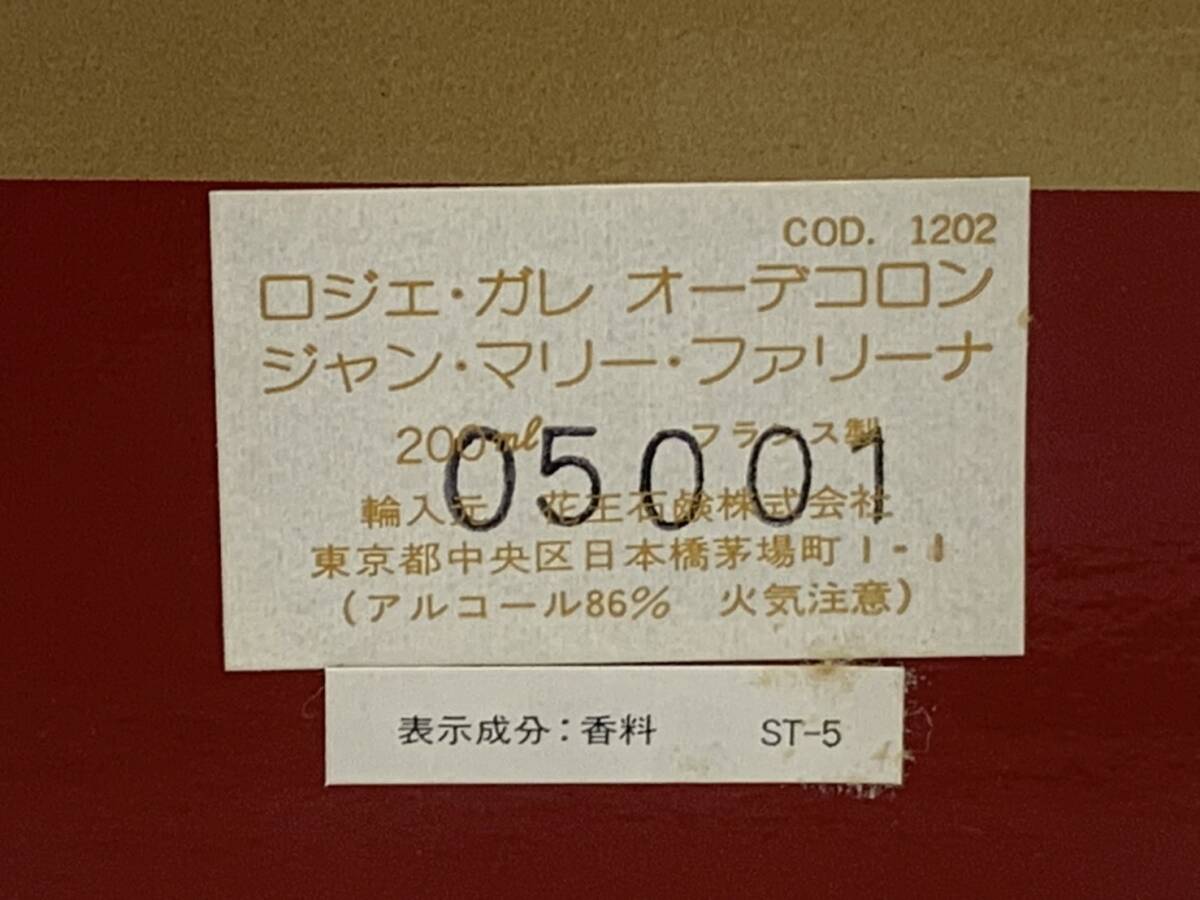 COD. 1202
ロジェ・ガレ オーデコロン
ジャン・マリー・ファリーナ
200ml フランス製
05001
輸入元 花王石鹸株式会社
東京都中央区日本橋茅場町1-1
(アルコール86% 火気注意)
表示成分:香料 ST-5